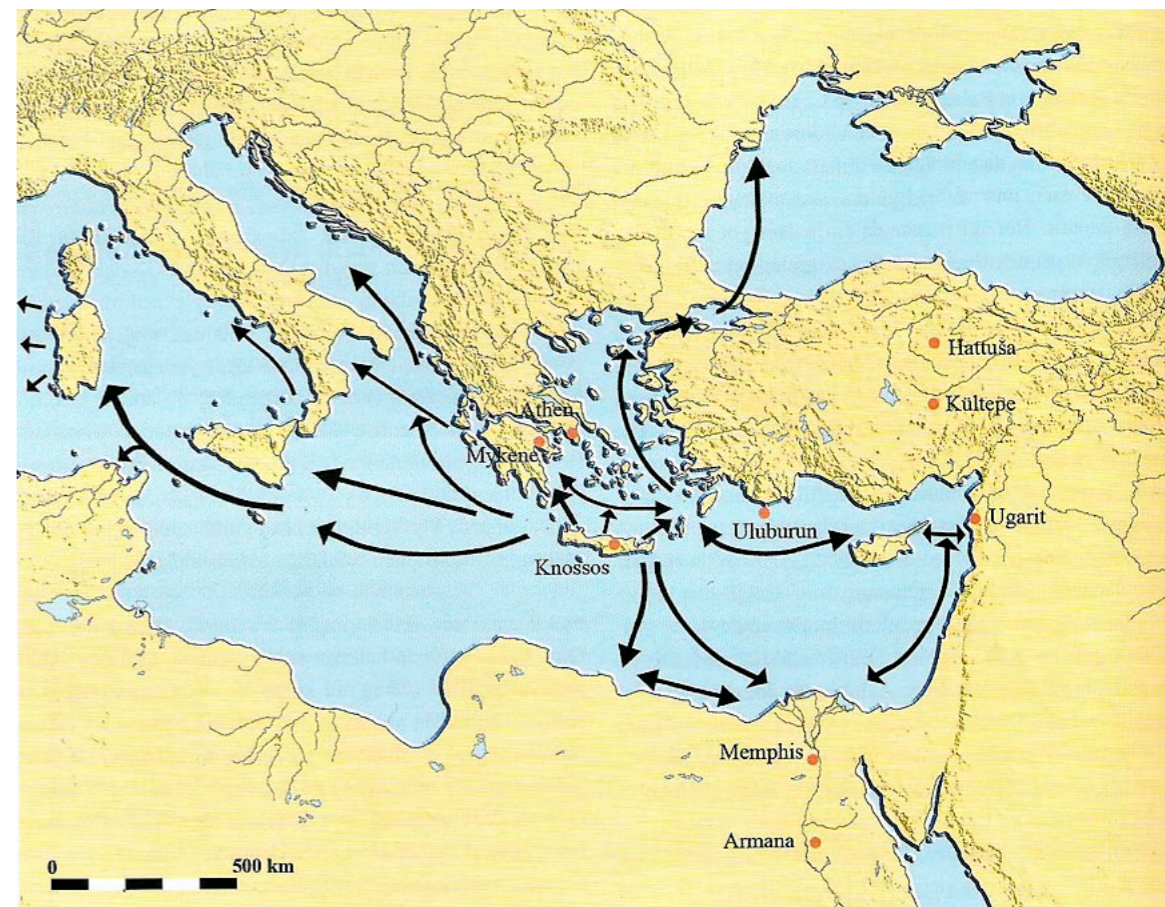 Hattuša
Kültepe
Athen
Mykene
Uluburun
Ugarit
Knossos
Memphis
Armana
0 500 km